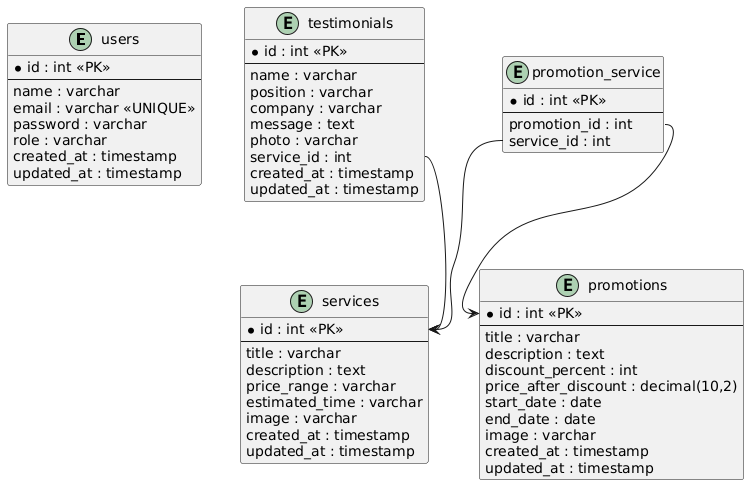 E users
* id : int «PK»
name : varchar
email : varchar «UNIQUE»
password : varchar
role : varchar
created_at : timestamp
updated_at : timestamp
E testimonials
* id : int «PK»
name : varchar
position : varchar
company : varchar
message : text
photo : varchar
service_id : int
created_at : timestamp
updated_at : timestamp
E promotion_service
* id : int «PK»
promotion_id : int
service_id : int
E services
* id : int «PK»
title : varchar
description : text
price_range : varchar
estimated_time : varchar
image : varchar
created_at : timestamp
updated_at : timestamp
E promotions
* id : int «PK»
title : varchar
description : text
discount_percent : int
price_after_discount : decimal(10,2)
start_date : date
end_date : date
image : varchar
created_at : timestamp
updated_at : timestamp